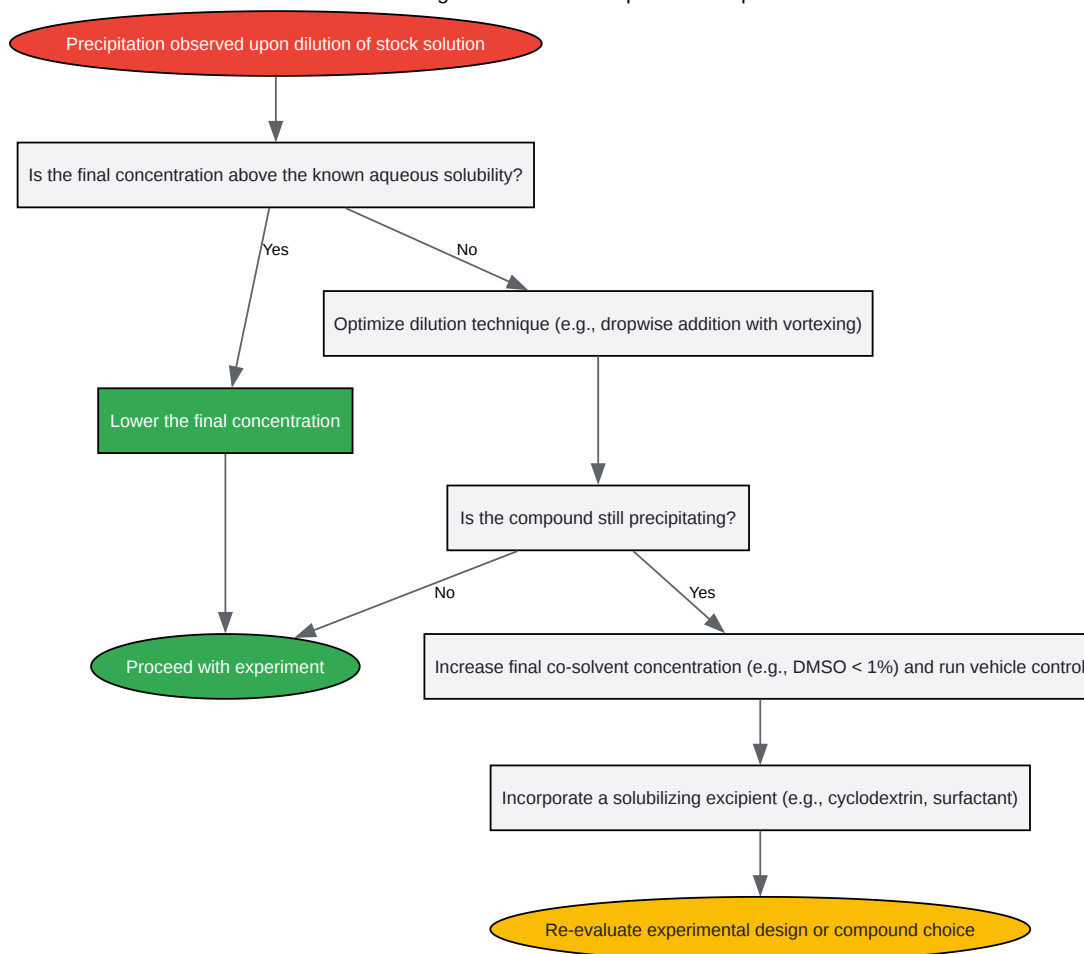 Precipitation observed upon dilution of stock solution
Is the final concentration above the known aqueous solubility?
Yes
No
Optimize dilution technique (e.g., dropwise addition with vortexing)
Lower the final concentration
Is the compound still precipitating?
No
Yes
Proceed with experiment
Increase final co-solvent concentration (e.g., DMSO < 1%) and run vehicle control
Incorporate a solubilizing excipient (e.g., cyclodextrin, surfactant)
Re-evaluate experimental design or compound choice